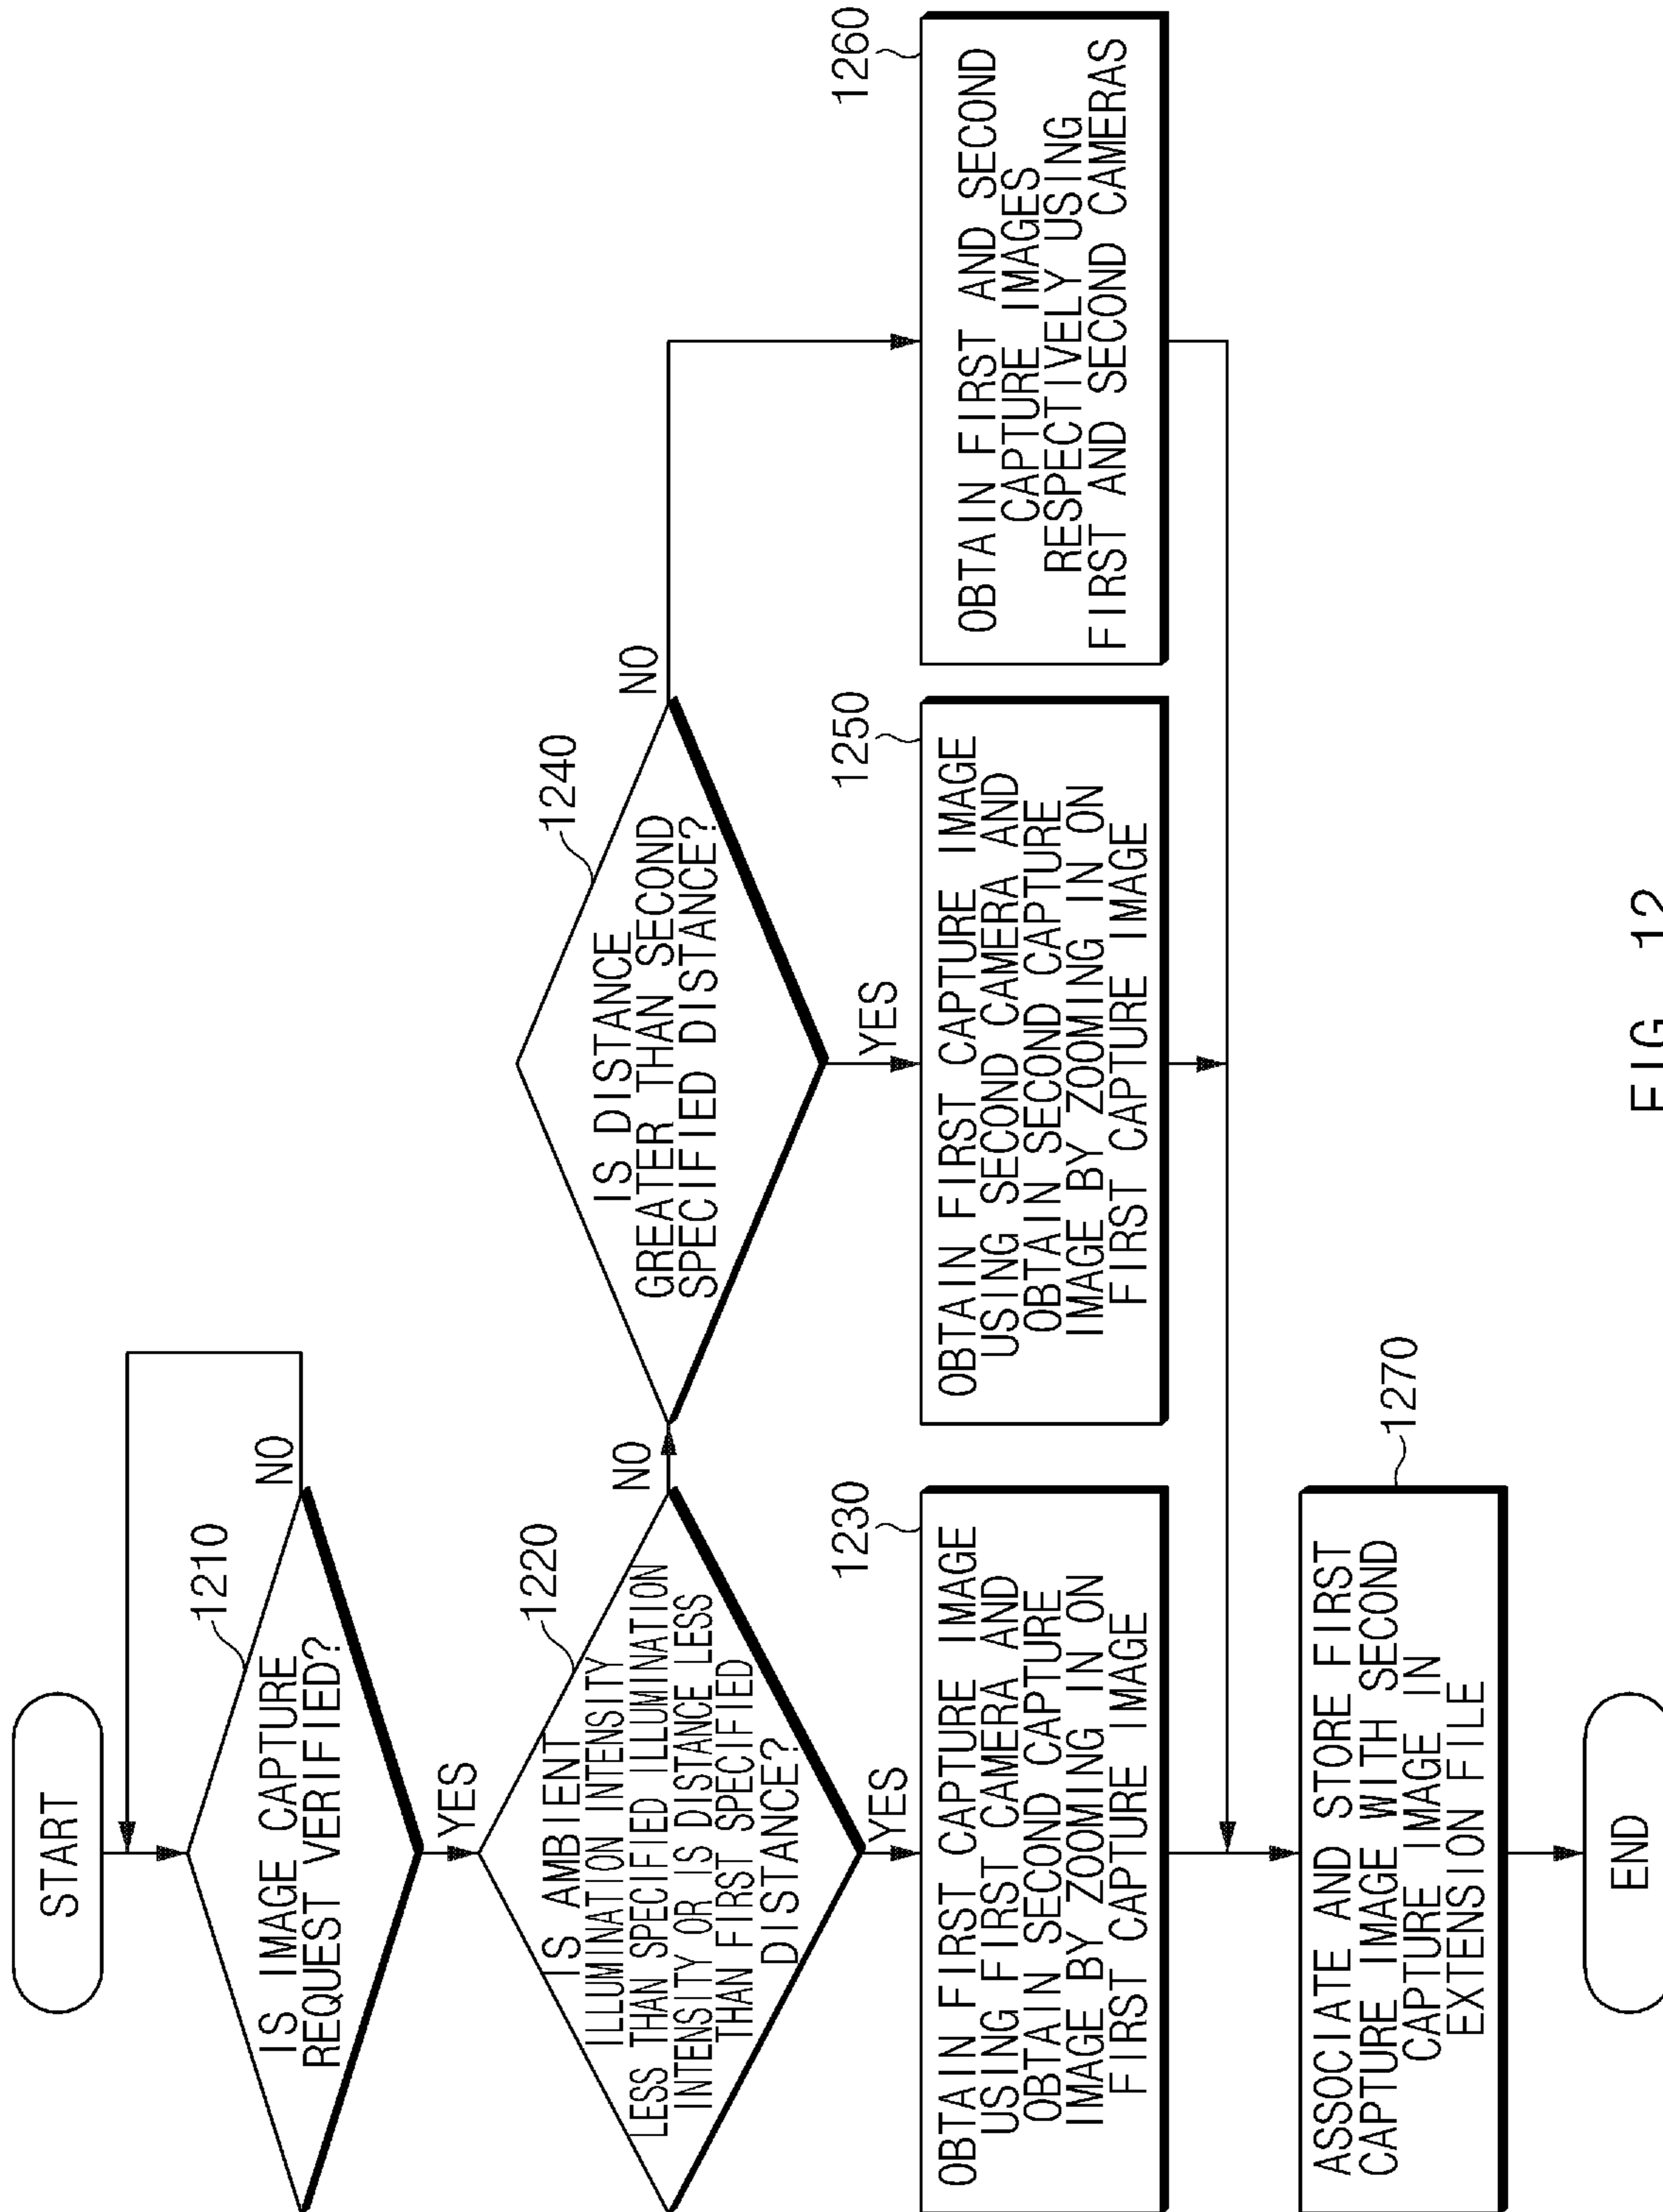 START
1210
IS IMAGE CAPTURE
REQUEST VERIFIED?
NO
YES
1220
IS AMBIENT
ILLUMINATION INTENSITY
LESS THAN SPECIFIED ILLUMINATION
INTENSITY OR IS DISTANCE LESS
THAN FIRST SPECIFIED
DISTANCE?
NO
YES
1240
IS DISTANCE
GREATER THAN SECOND
SPECIFIED DISTANCE?
NO
YES
1230
OBTAIN FIRST CAPTURE IMAGE
USING FIRST CAMERA AND
OBTAIN SECOND CAPTURE
IMAGE BY ZOOMING IN ON
FIRST CAPTURE IMAGE
1250
OBTAIN FIRST CAPTURE IMAGE
USING SECOND CAMERA AND
OBTAIN SECOND CAPTURE
IMAGE BY ZOOMING IN ON
FIRST CAPTURE IMAGE
1260
OBTAIN FIRST AND SECOND
CAPTURE IMAGES
RESPECTIVELY USING
FIRST AND SECOND CAMERAS
1270
ASSOCIATE AND STORE FIRST
CAPTURE IMAGE WITH SECOND
CAPTURE IMAGE IN
EXTENSION FILE
END
FIG. 12